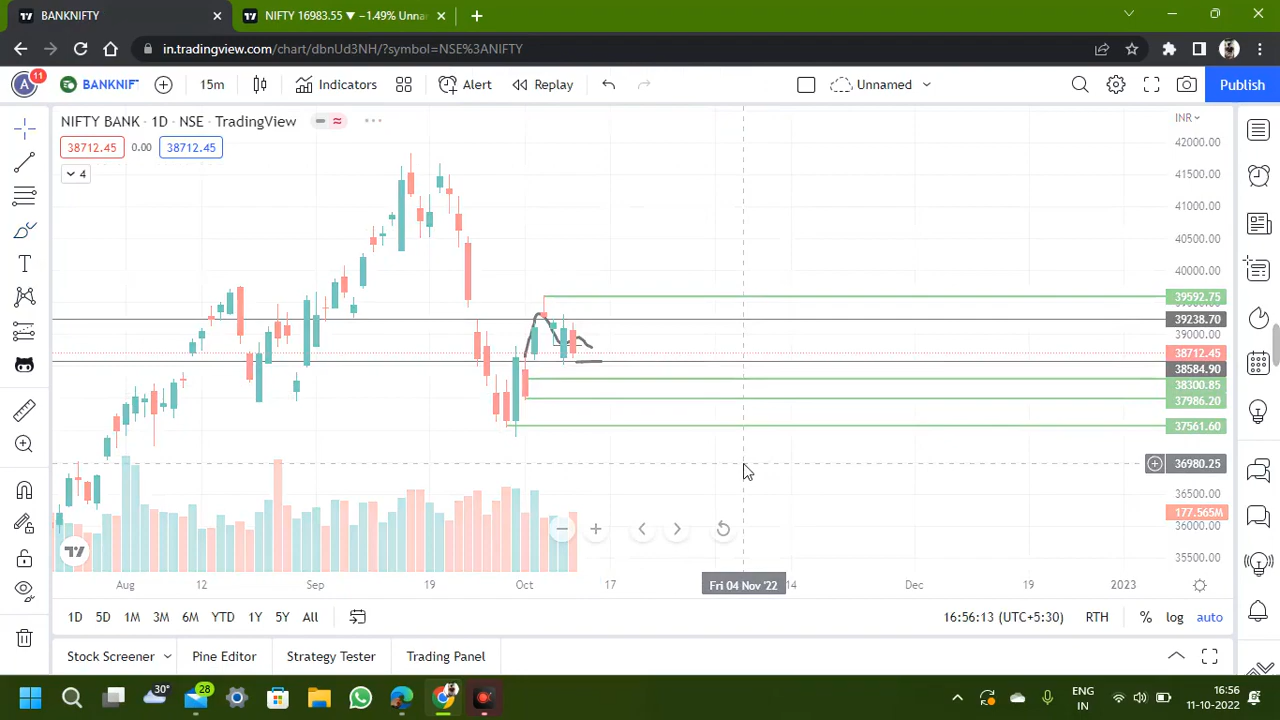 BANKNIFTY
NIFTY 16983.55 ▼ −1.49% Unnar
in.tradingview.com/chart/dbnUd3NH/?symbol=NSE%3ANIFTY
A 11 BANKNIF 15m Indicators Alert Replay Unnamed Publish
NIFTY BANK · 1D · NSE · TradingView
INR
38712.45 0.00 38712.45
4
42000.00
41500.00
41000.00
40500.00
40000.00
39592.75
39238.70
39000.00
38712.45
38584.90
38300.85
37986.20
37561.60
36980.25
36500.00
177.565M
36000.00
35500.00
Aug 12 Sep 19 Oct 17 Fri 04 Nov '22 14 Dec 19 2023
1D 5D 1M 3M 6M YTD 1Y 5Y All 16:56:13 (UTC+5:30) RTH % log auto
Stock Screener Pine Editor Strategy Tester Trading Panel
30° 28 ENG IN 16:56 11-10-2022